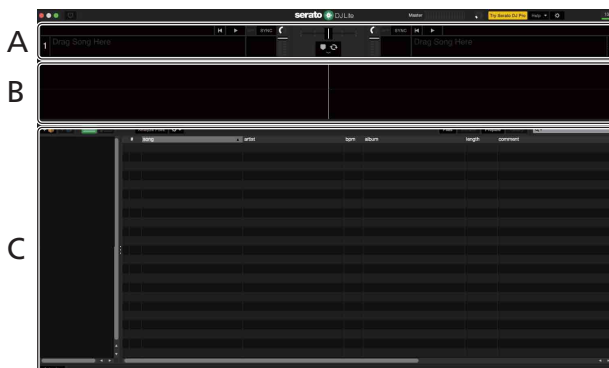 serato DJ Lite
Master
Try Serato DJ Pro
Help
A
SYNC
SYNC
1 Drag Song Here
Drag Song Here
B
C
# song artist bpm album length comment